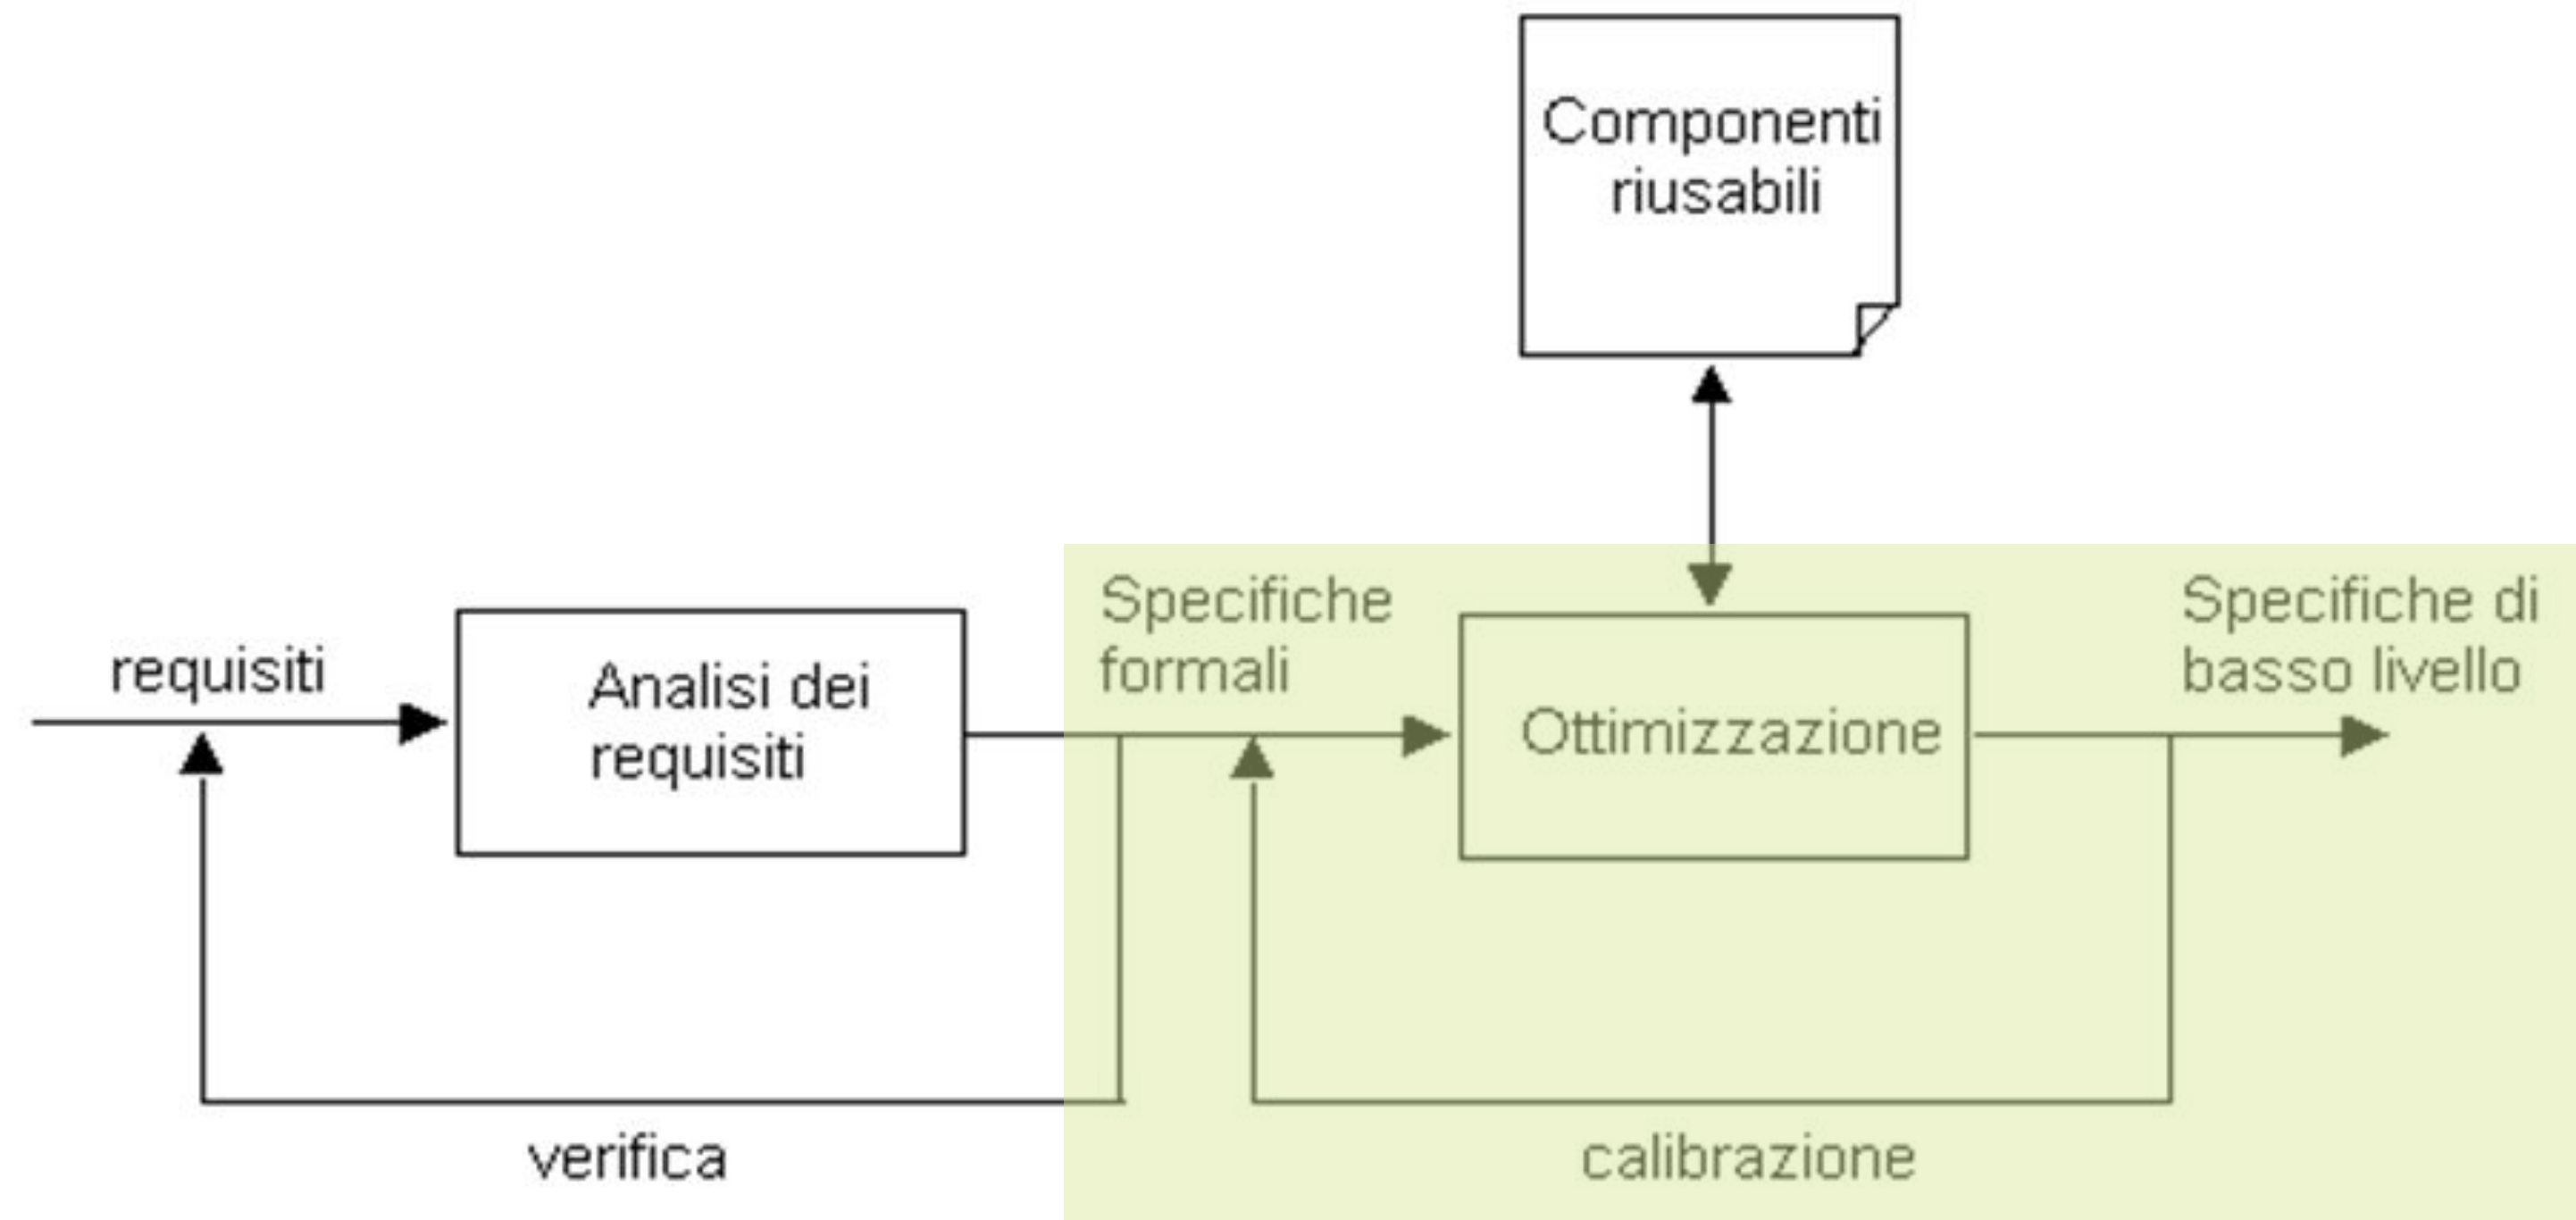 Componenti
riusabili
requisiti
Analisi dei
requisiti
Specifiche
formali
Ottimizzazione
Specifiche di
basso livello
verifica
calibrazione